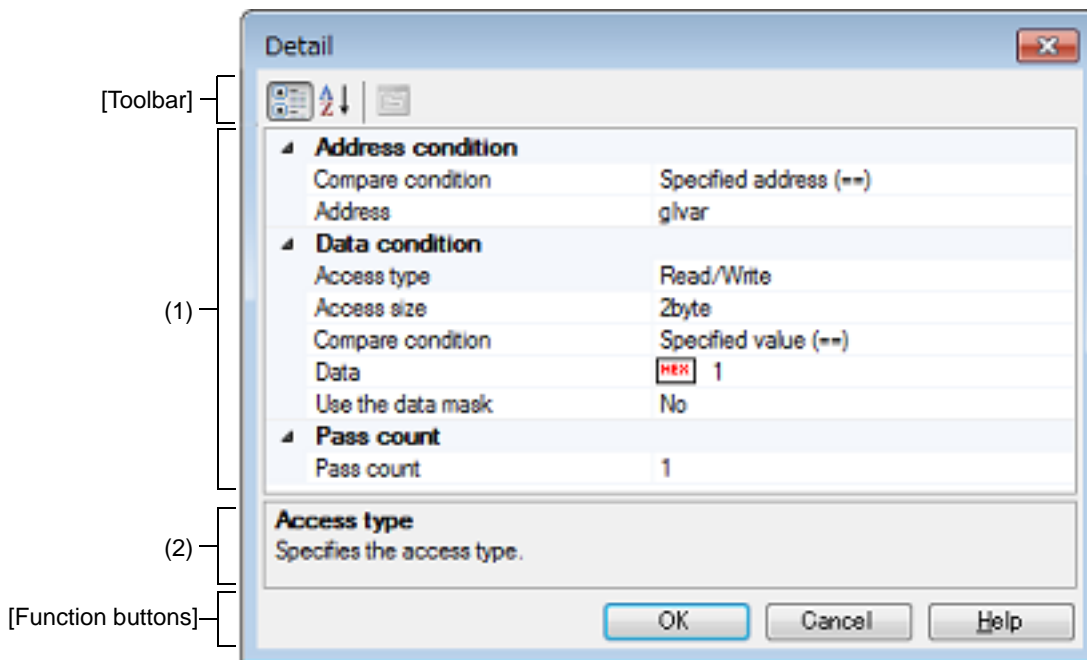 Detail
[Toolbar]
A
Z
Address condition
Compare condition Specified address (==)
Address glvar
Data condition
Access type Read/Write
(1)
Access size 2byte
Compare condition Specified value (==)
Data HEX 1
Use the data mask No
Pass count
Pass count 1
(2)
Access type
Specifies the access type.
[Function buttons]
OK Cancel Help